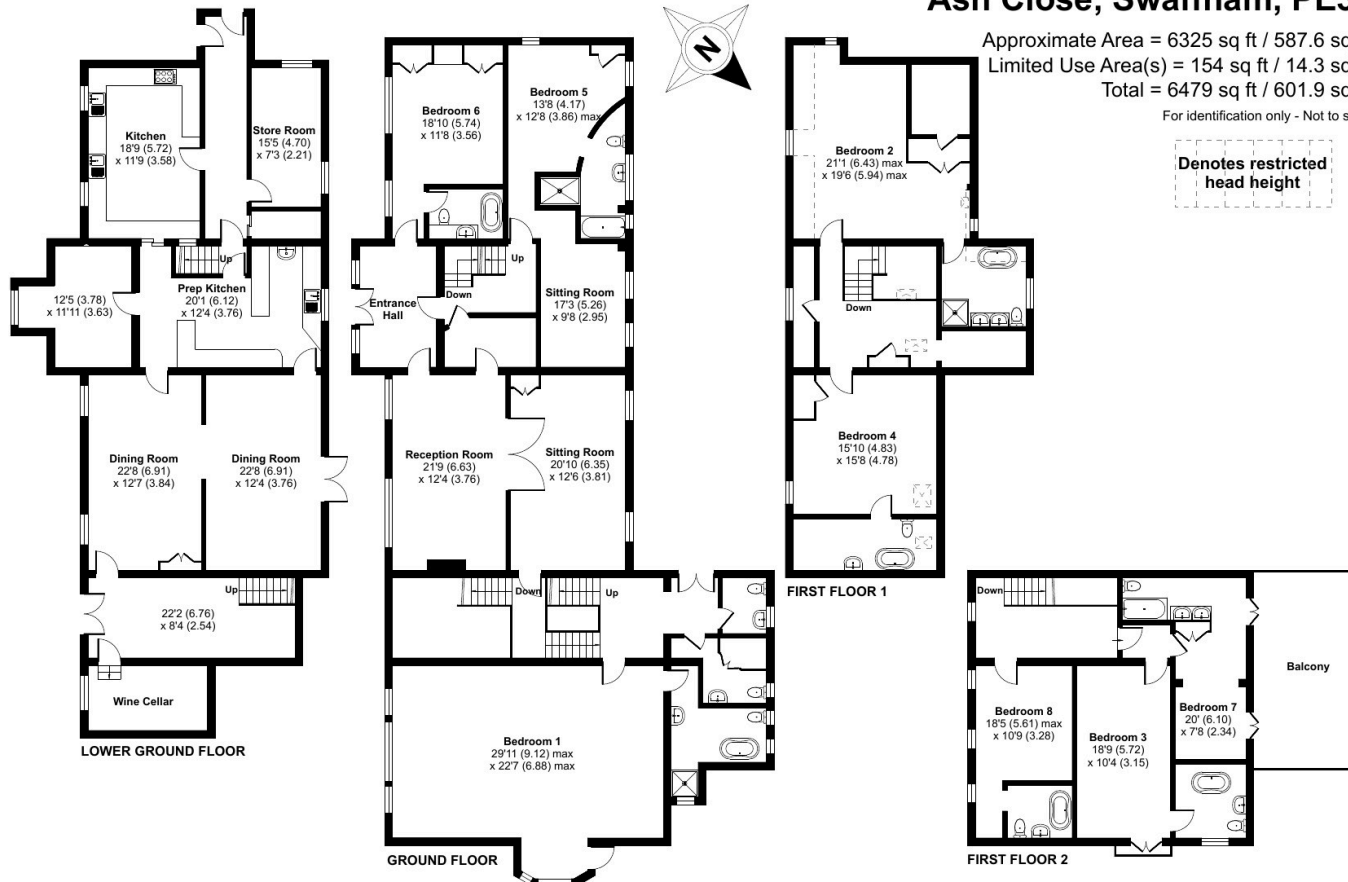 Ash Close, Swaffham, PE3
Approximate Area = 6325 sq ft / 587.6 sq
Limited Use Area(s) = 154 sq ft / 14.3 sq
Total = 6479 sq ft / 601.9 sq
For identification only - Not to s
Denotes restricted
head height
N
Kitchen
18'9 (5.72)
x 11'9 (3.58)
Store Room
15'5 (4.70)
x 7'3 (2.21)
Up
Prep Kitchen
20'1 (6.12)
x 12'4 (3.76)
12'5 (3.78)
x 11'11 (3.63)
Dining Room
22'8 (6.91)
x 12'7 (3.84)
Dining Room
22'8 (6.91)
x 12'4 (3.76)
Up
22'2 (6.76)
x 8'4 (2.54)
Wine Cellar
LOWER GROUND FLOOR
Bedroom 6
18'10 (5.74)
x 11'8 (3.56)
Bedroom 5
13'8 (4.17)
x 12'8 (3.86) max
Up
Down
Entrance
Hall
Sitting Room
17'3 (5.26)
x 9'8 (2.95)
Reception Room
21'9 (6.63)
x 12'4 (3.76)
Sitting Room
20'10 (6.35)
x 12'6 (3.81)
Down
Up
Bedroom 1
29'11 (9.12) max
x 22'7 (6.88) max
GROUND FLOOR
Bedroom 2
21'1 (6.43) max
x 19'6 (5.94) max
Down
Bedroom 4
15'10 (4.83)
x 15'8 (4.78)
FIRST FLOOR 1
Down
Balcony
Bedroom 8
18'5 (5.61) max
x 10'9 (3.28)
Bedroom 3
18'9 (5.72)
x 10'4 (3.15)
Bedroom 7
20' (6.10)
x 7'8 (2.34)
FIRST FLOOR 2